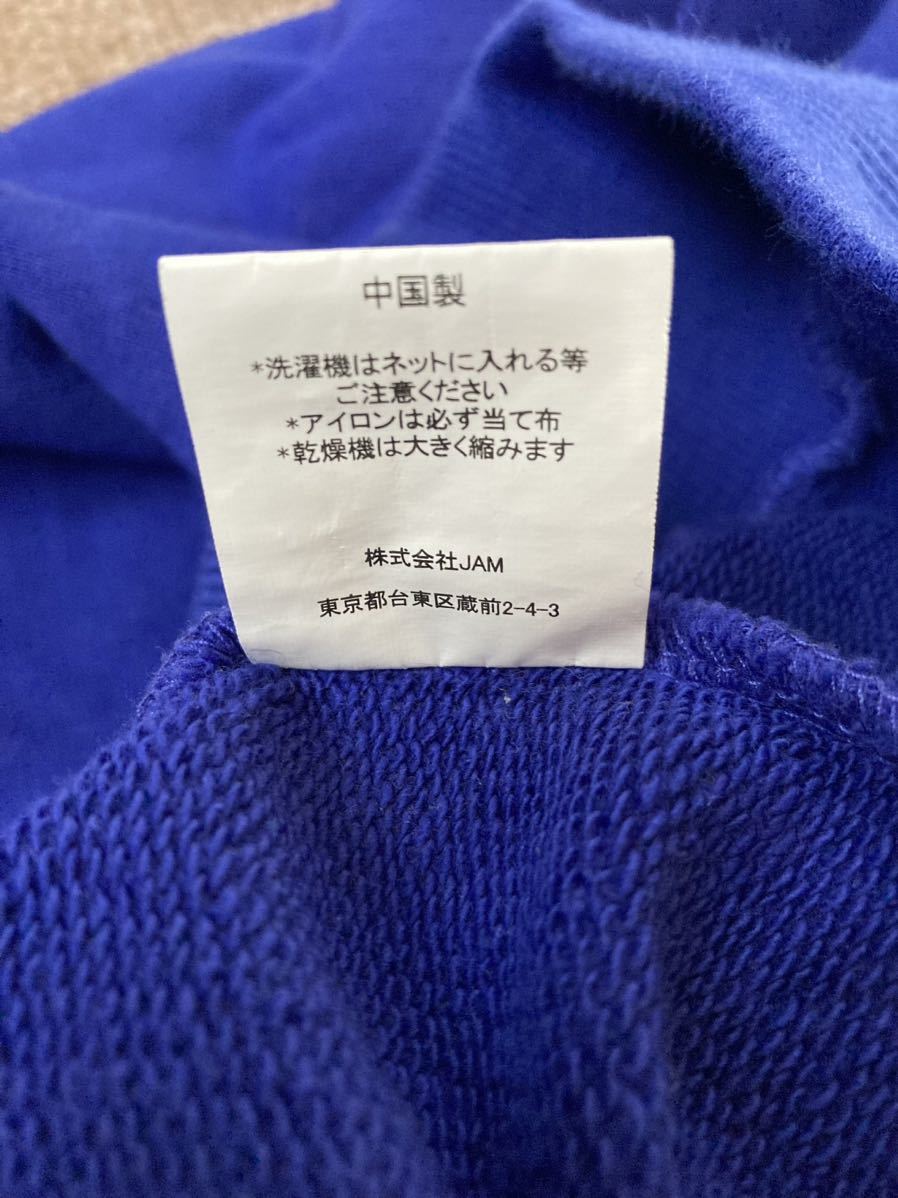 中国製
*洗濯機はネットに入れる等
ご注意ください
*アイロンは必ず当て布
*乾燥機は大きく縮みます
株式会社JAM
東京都台東区蔵前2-4-3